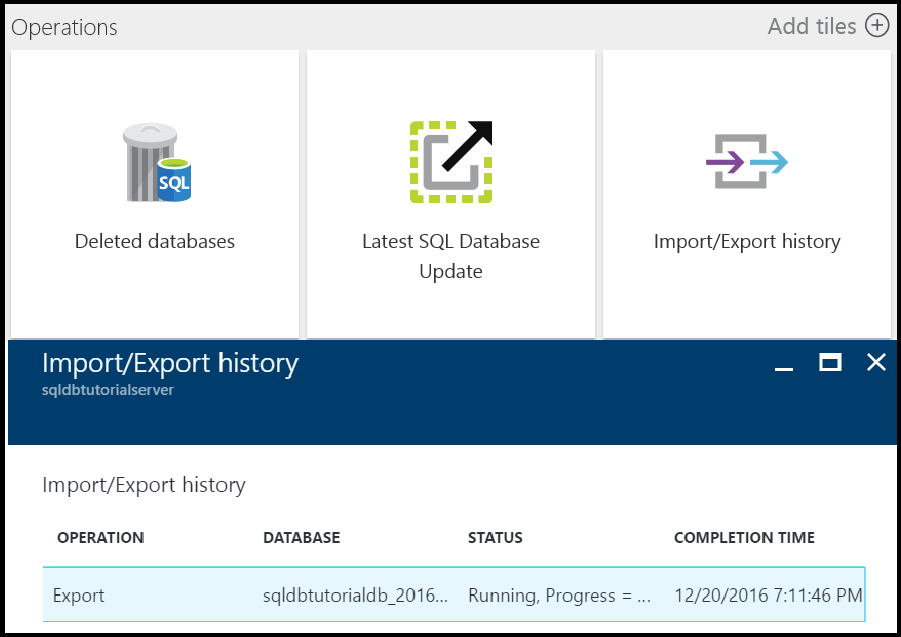 Operations
Add tiles
SQL
Deleted databases
Latest SQL Database
Update
Import/Export history
Import/Export history
sqldbtutorialserver
Import/Export history
OPERATION DATABASE STATUS COMPLETION TIME
Export sqldbtutorialdb_2016... Running, Progress = ... 12/20/2016 7:11:46 PM